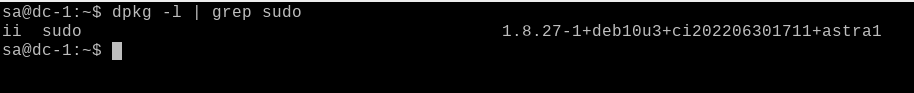 sa@dc-1:~$ dpkg -l | grep sudo
ii  sudo                                          1.8.27-1+deb10u3+ci202206301711+astra1
sa@dc-1:~$